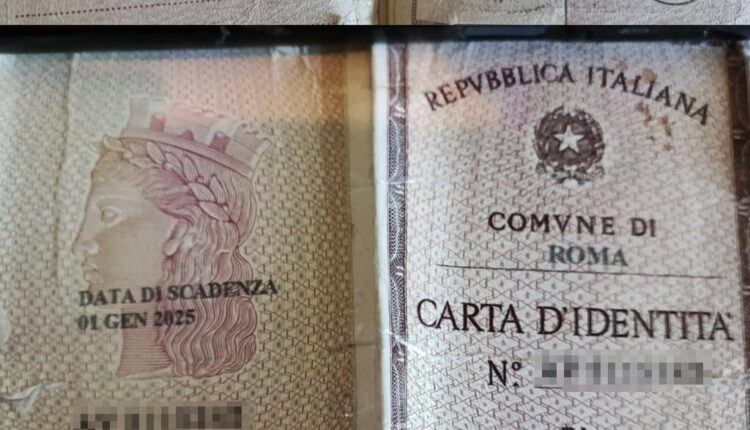 DATA DI SCADENZA
01 GEN 2025
REPVBBLICA ITALIANA
COMVNE DI
ROMA
CARTA D'IDENTITA'
N°